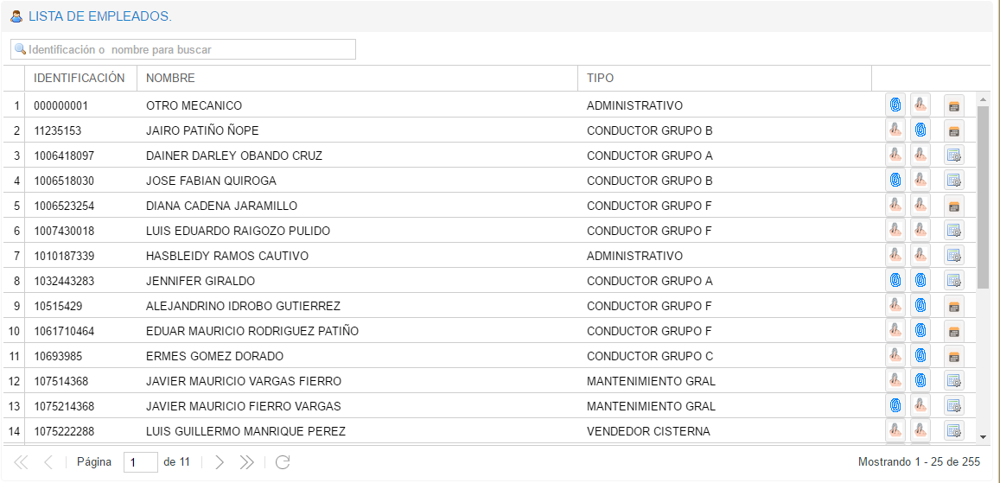 LISTA DE EMPLEADOS.
Identificación o nombre para buscar
IDENTIFICACIÓN NOMBRE TIPO
1 000000001 OTRO MECANICO ADMINISTRATIVO
2 11235153 JAIRO PATIÑO ÑOPE CONDUCTOR GRUPO B
3 1006418097 DAINER DARLEY OBANDO CRUZ CONDUCTOR GRUPO A
4 1006518030 JOSE FABIAN QUIROGA CONDUCTOR GRUPO B
5 1006523254 DIANA CADENA JARAMILLO CONDUCTOR GRUPO F
6 1007430018 LUIS EDUARDO RAIGOZO PULIDO CONDUCTOR GRUPO F
7 1010187339 HASBLEIDY RAMOS CAUTIVO ADMINISTRATIVO
8 1032443283 JENNIFER GIRALDO CONDUCTOR GRUPO A
9 10515429 ALEJANDRINO IDROBO GUTIERREZ CONDUCTOR GRUPO F
10 1061710464 EDUAR MAURICIO RODRIGUEZ PATIÑO CONDUCTOR GRUPO F
11 10693985 ERMES GOMEZ DORADO CONDUCTOR GRUPO C
12 107514368 JAVIER MAURICIO VARGAS FIERRO MANTENIMIENTO GRAL
13 1075214368 JAVIER MAURICIO FIERRO VARGAS MANTENIMIENTO GRAL
14 1075222288 LUIS GUILLERMO MANRIQUE PEREZ VENDEDOR CISTERNA
Página 1 de 11 Mostrando 1 - 25 de 255